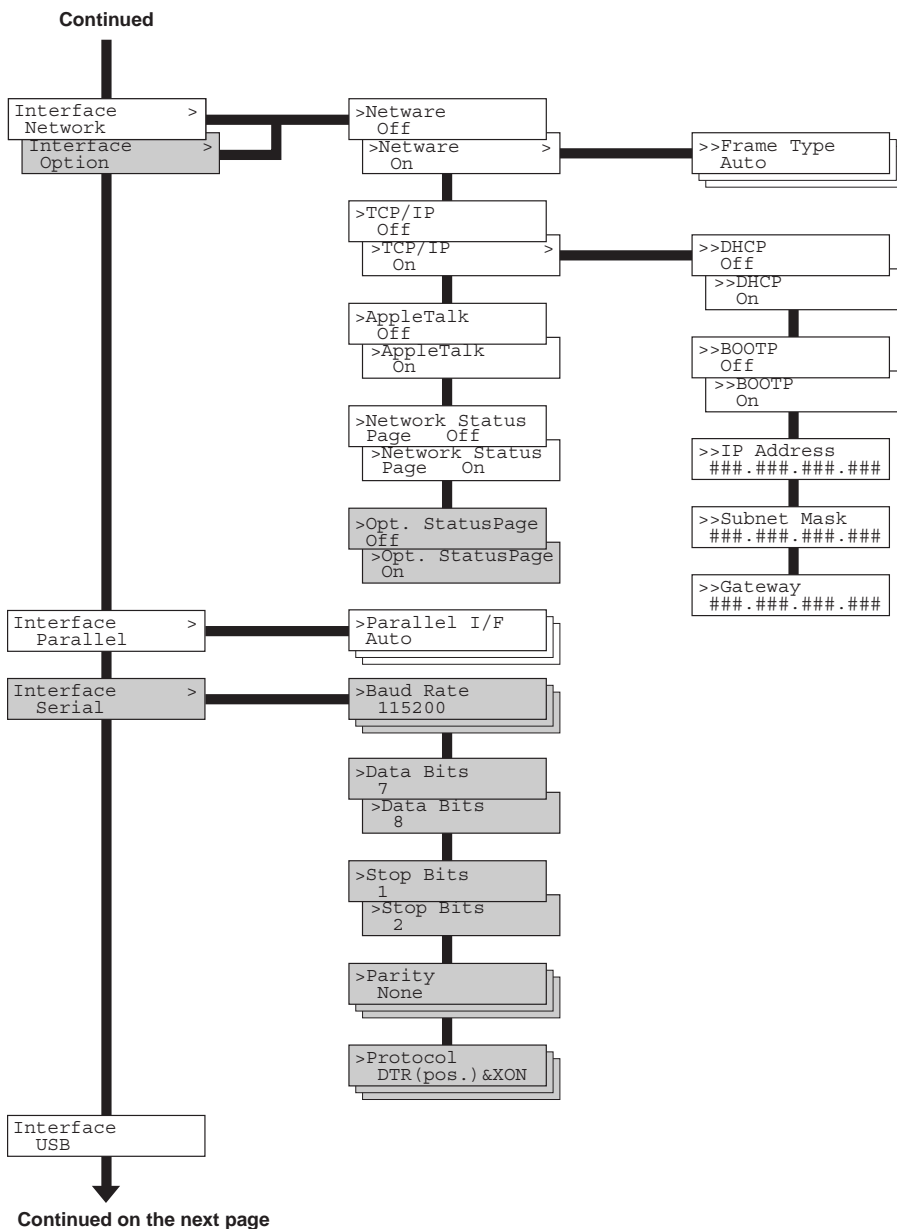 Continued
Interface >
Network
Interface >
Option
>Netware
Off
>Netware >
On
>>Frame Type
Auto
>TCP/IP
Off
>TCP/IP >
On
>>DHCP
Off
>>DHCP
On
>AppleTalk
Off
>AppleTalk
On
>>BOOTP
Off
>>BOOTP
On
>Network Status
Page Off
>Network Status
Page On
>>IP Address
###.###.###.###
>Opt. StatusPage
Off
>Opt. StatusPage
On
>>Subnet Mask
###.###.###.###
>>Gateway
###.###.###.###
Interface >
Parallel
>Parallel I/F
Auto
Interface >
Serial
>Baud Rate
115200
>Data Bits
7
>Data Bits
8
>Stop Bits
1
>Stop Bits
2
>Parity
None
>Protocol
DTR(pos.)&XON
Interface
USB
Continued on the next page